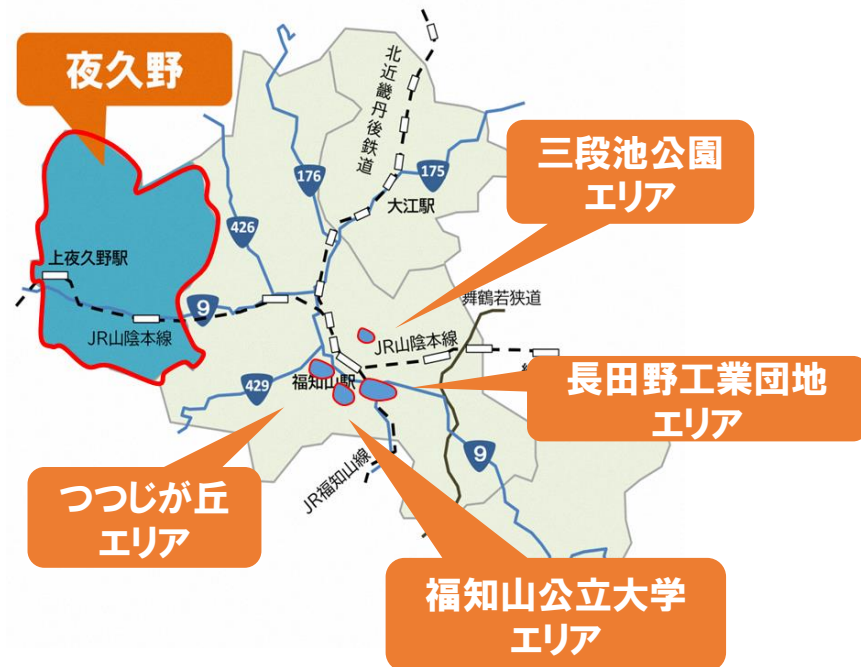 夜久野
北近畿丹後鉄道
三段池公園
エリア
176
175
大江駅
426
上夜久野駅
舞鶴若狭道
9
JR山陰本線
JR山陰本線
429
福知山駅
長田野工業団地
エリア
9
つつじが丘
エリア
JR福知山線
福知山公立大学
エリア